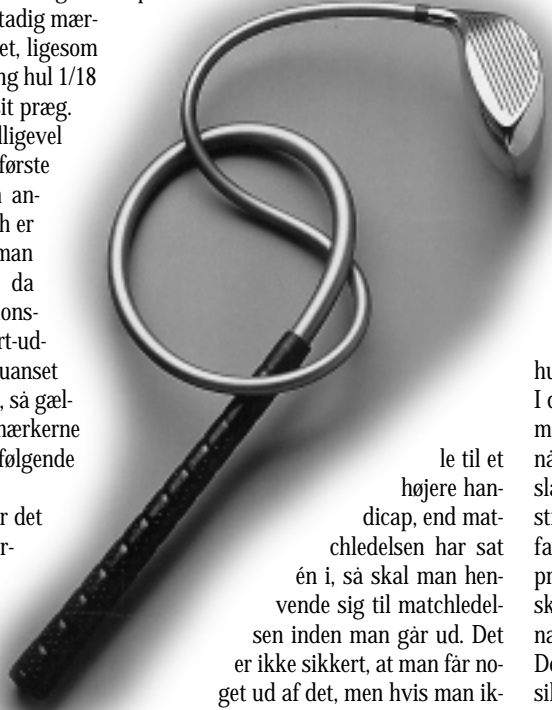 tadig mær-
et, ligesom
ng hul 1/18
it præg.
lligevel
første
an-
h er
man
da
ons-
rt-ud-
uanset
, så gæl-
mærkerne
følgende
r det
r-
le til et
højere han-
dicap, end mat-
chledelsen har sat
én i, så skal man hen-
vende sig til matchledel-
sen inden man går ud. Det
er ikke sikkert, at man får no-
get ud af det, men hvis man ik-
hu
I
m
nå
sla
sti
fa
pr
sk
na
De
sil